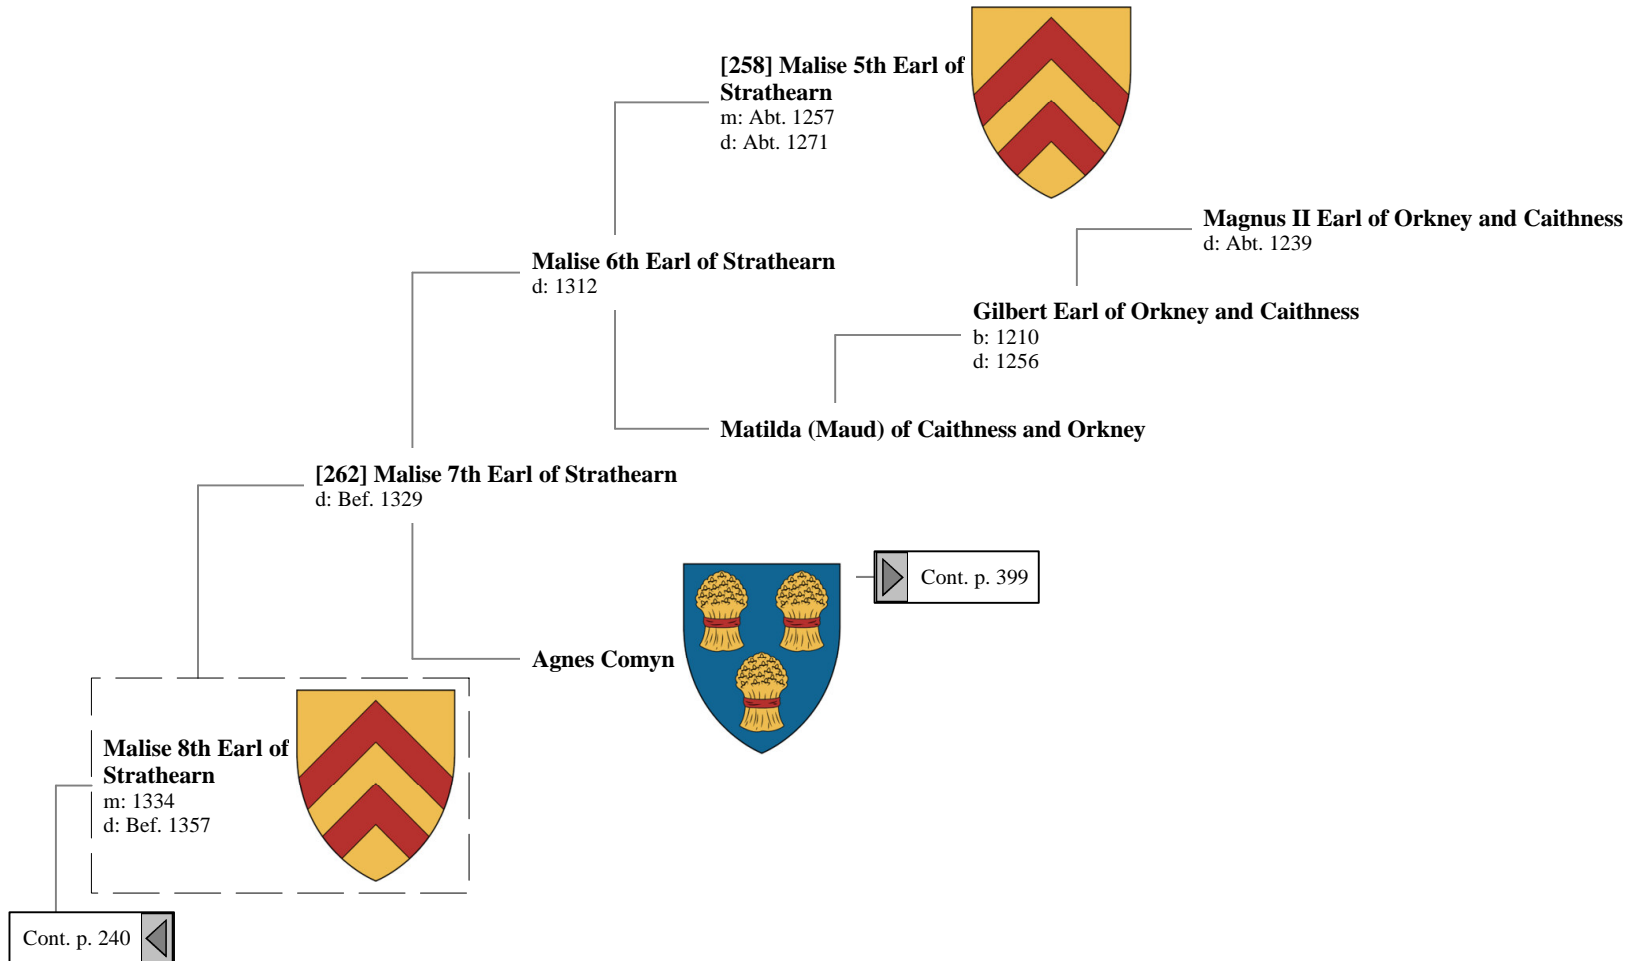 [258] Malise 5th Earl of
Strathearn
m: Abt. 1257
d: Abt. 1271
Magnus II Earl of Orkney and Caithness
d: Abt. 1239
Malise 6th Earl of Strathearn
d: 1312
Gilbert Earl of Orkney and Caithness
b: 1210
d: 1256
Matilda (Maud) of Caithness and Orkney
[262] Malise 7th Earl of Strathearn
d: Bef. 1329
Cont. p. 399
Agnes Comyn
Malise 8th Earl of
Strathearn
m: 1334
d: Bef. 1357
Cont. p. 240